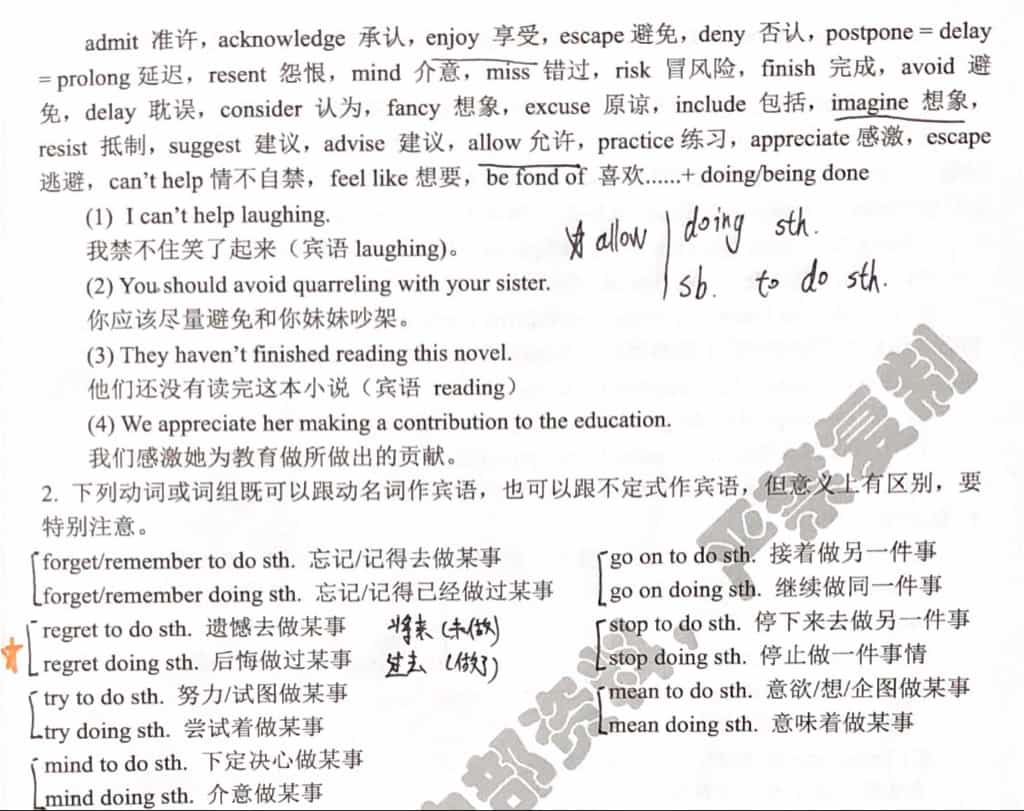 admit 准许，acknowledge 承认，enjoy 享受，escape 避免，deny 否认，postpone = delay
= prolong 延迟，resent 怨恨，mind 介意，miss 错过，risk 冒风险，finish 完成，avoid 避
免，delay 耽误，consider 认为，fancy 想象，excuse 原谅，include 包括，imagine 想象，
resist 抵制，suggest 建议，advise 建议，allow 允许，practice 练习，appreciate 感激，escape
逃避，can't help 情不自禁，feel like 想要，be fond of 喜欢......+ doing/being done
(1) I can't help laughing.
我禁不住笑了起来（宾语 laughing)。
allow doing sth.
sb. to do sth.
(2) You should avoid quarreling with your sister.
你应该尽量避免和你妹妹吵架。
(3) They haven't finished reading this novel.
他们还没有读完这本小说（宾语 reading）
(4) We appreciate her making a contribution to the education.
我们感激她为教育做所做出的贡献。
2. 下列动词或词组既可以跟动名词作宾语，也可以跟不定式作宾语，但意义上有区别，要
特别注意。
forget/remember to do sth. 忘记/记得去做某事
forget/remember doing sth. 忘记/记得已经做过某事
regret to do sth. 遗憾去做某事 将来（未做）
regret doing sth. 后悔做过某事 过去（做了）
try to do sth. 努力/试图做某事
try doing sth. 尝试着做某事
mind to do sth. 下定决心做某事
mind doing sth. 介意做某事
go on to do sth. 接着做另一件事
go on doing sth. 继续做同一件事
stop to do sth. 停下来去做另一件事
stop doing sth. 停止做一件事情
mean to do sth. 意欲/想/企图做某事
mean doing sth. 意味着做某事
内部资料，严禁复制